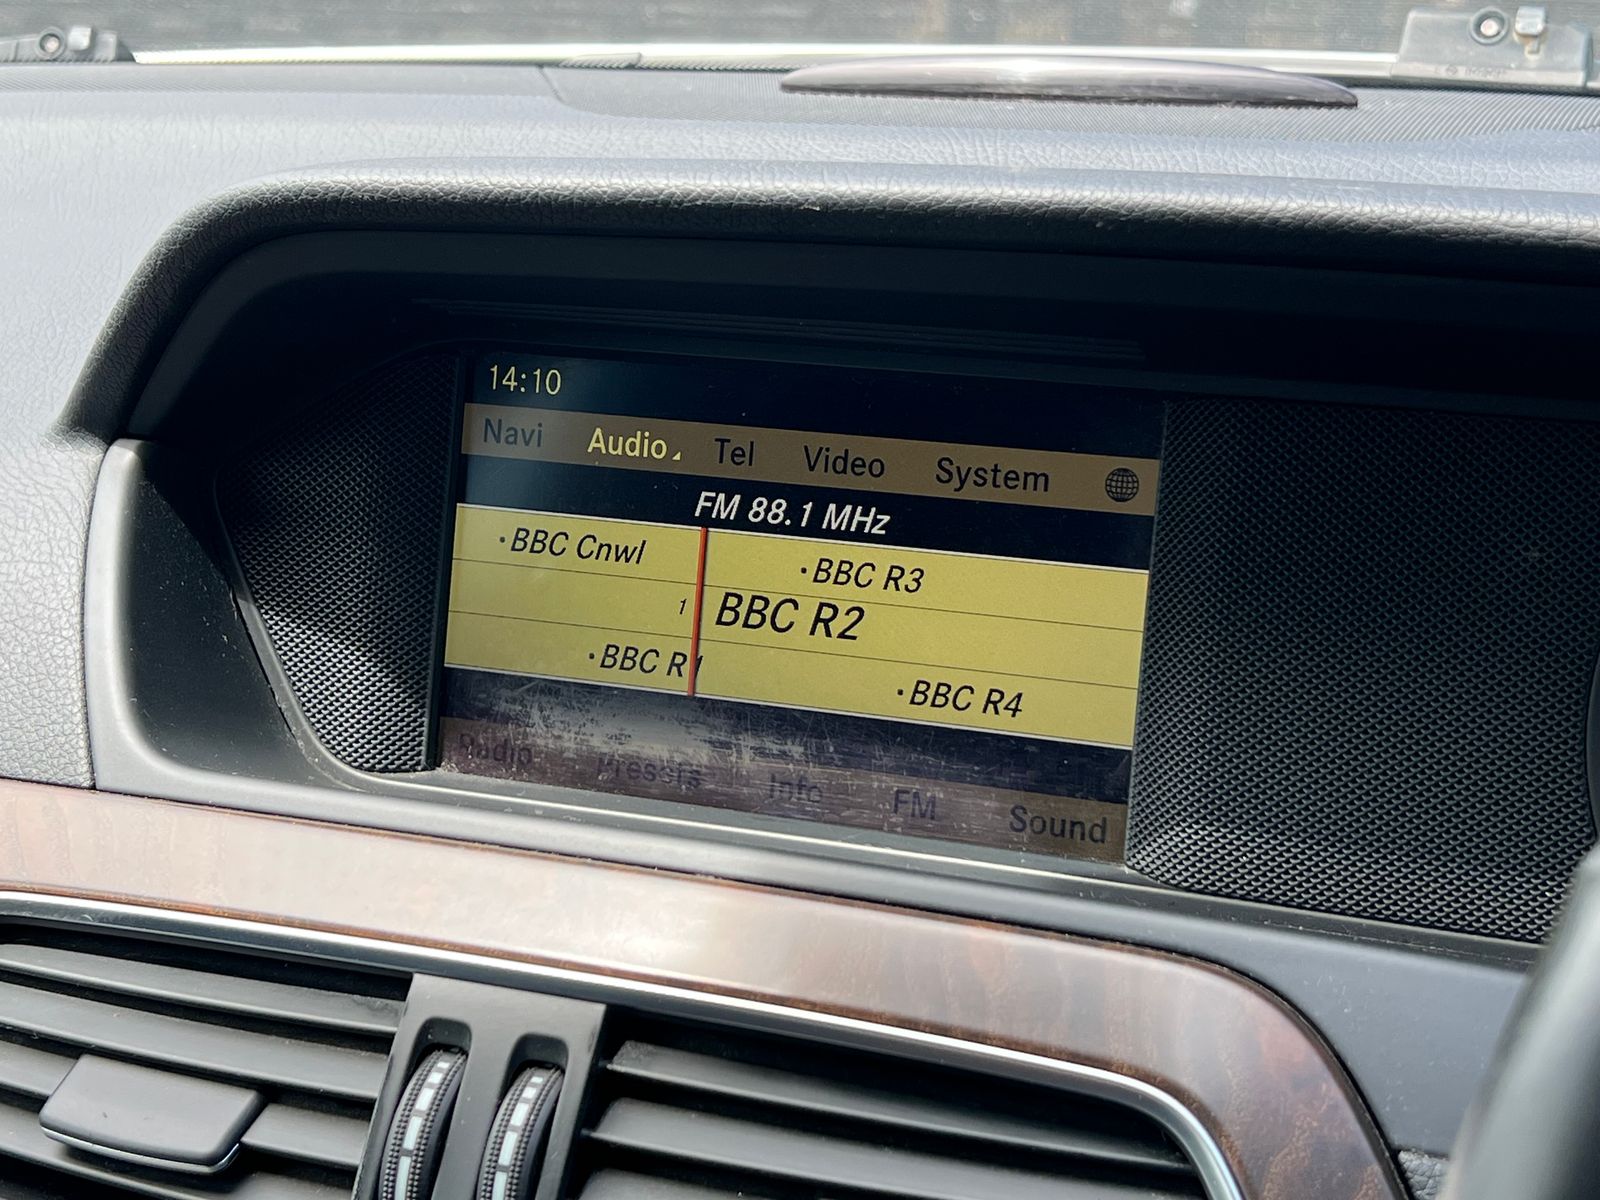 14:10
Navi Audio Tel Video System
FM 88.1 MHz
·BBC Cnwl ·BBC R3
1 BBC R2
·BBC R1 ·BBC R4
Radio Presets Info FM Sound